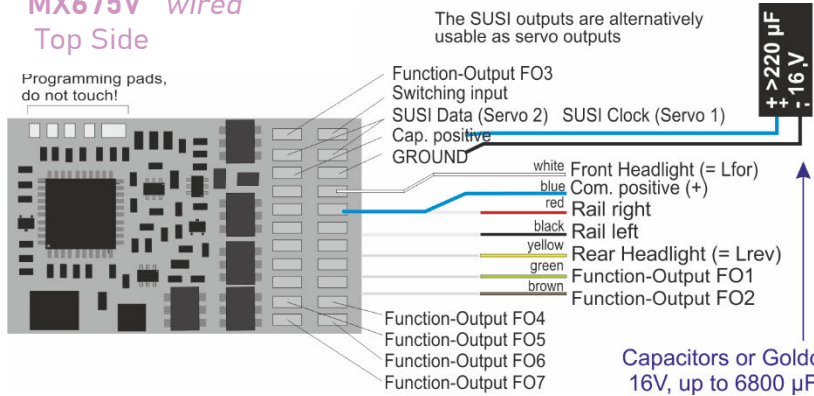 MX675V wired
Top Side
The SUSI outputs are alternatively
usable as servo outputs
Programming pads,
do not touch!
Function-Output FO3
Switching input
SUSI Data (Servo 2) SUSI Clock (Servo 1)
Cap. positive
GROUND
++ >220 µF
- 16 V
white Front Headlight (= Lfor)
blue Com. positive (+)
red Rail right
black Rail left
yellow Rear Headlight (= Lrev)
green Function-Output FO1
brown Function-Output FO2
Function-Output FO4
Function-Output FO5
Function-Output FO6
Function-Output FO7
Capacitors or Goldc
16V, up to 6800 µF